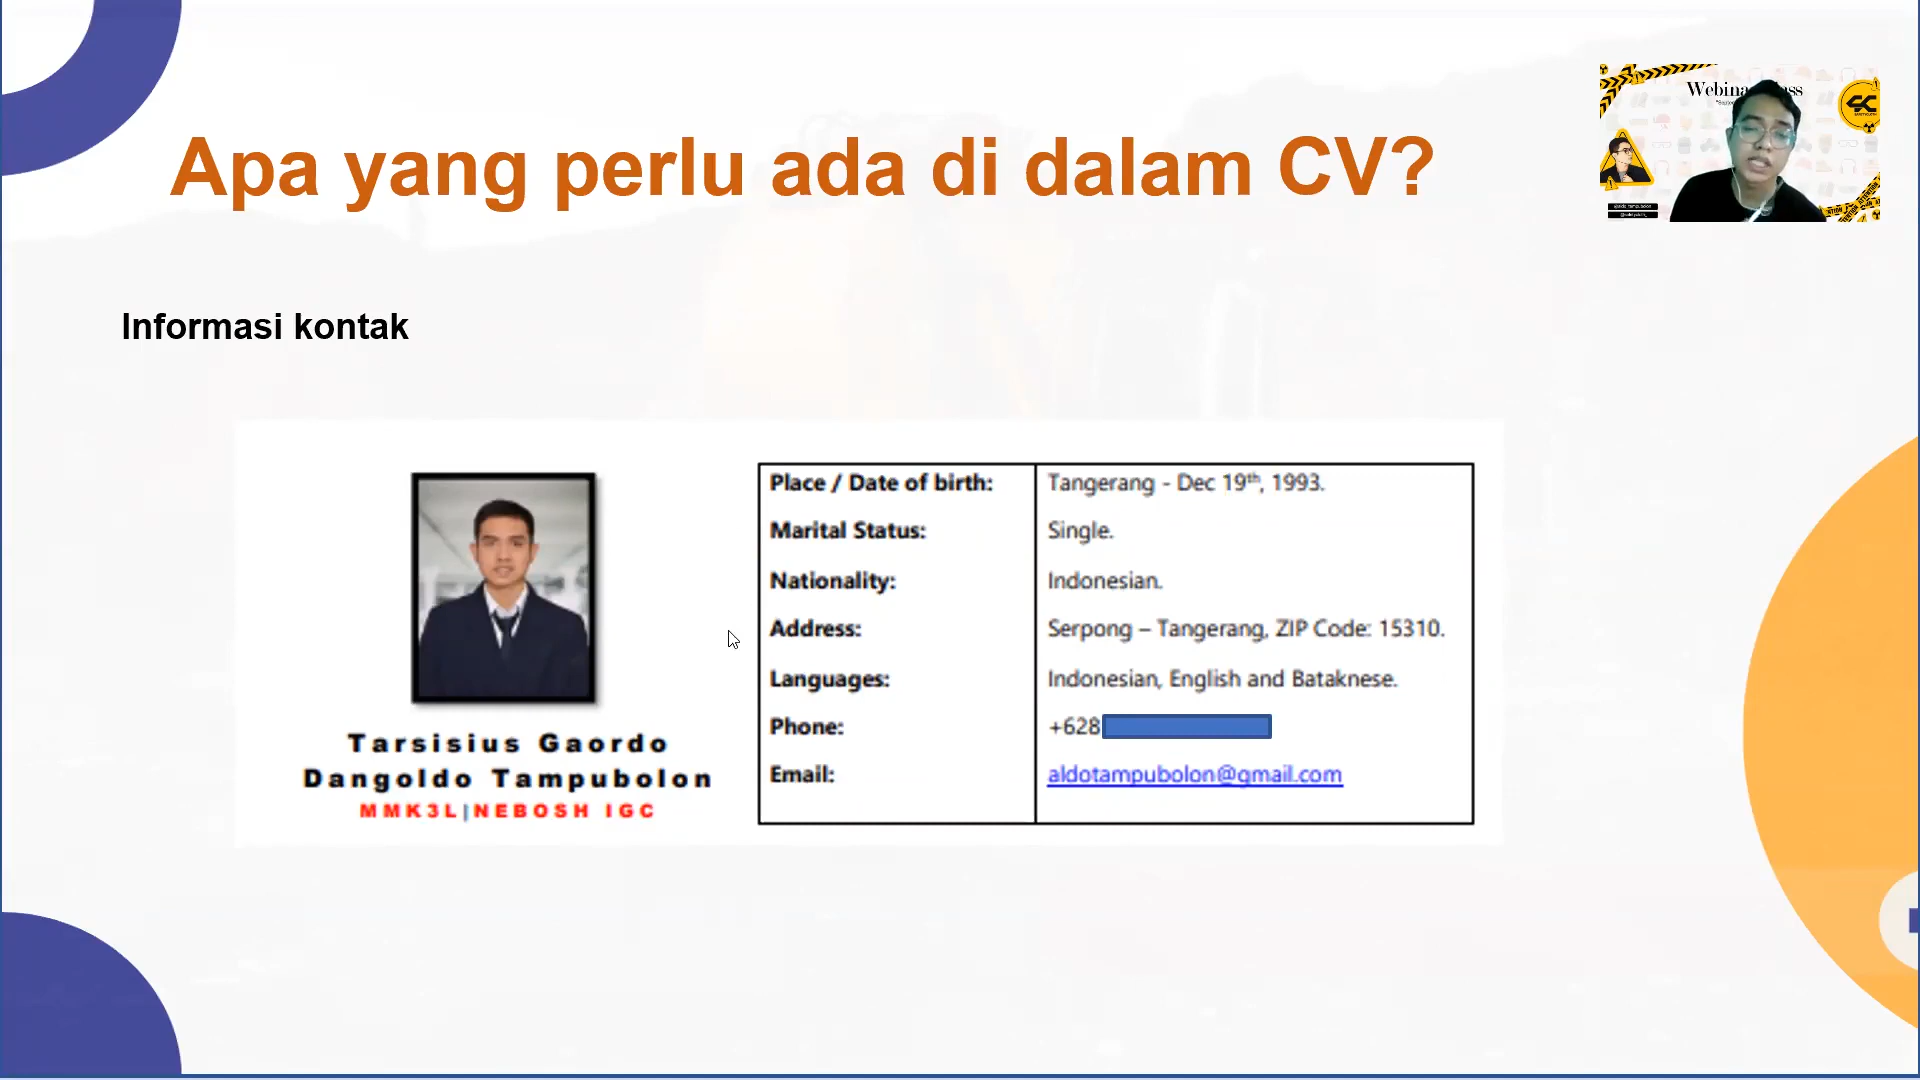 Apa yang perlu ada di dalam CV?
Informasi kontak
Tarsisius Gaordo
Dangoldo Tampubolon
MMK3L|NEBOSH IGC
Place / Date of birth: Tangerang - Dec 19th, 1993.
Marital Status: Single.
Nationality: Indonesian.
Address: Serpong – Tangerang, ZIP Code: 15310.
Languages: Indonesian, English and Bataknese.
Phone: +628
Email: aldotampubolon@gmail.com